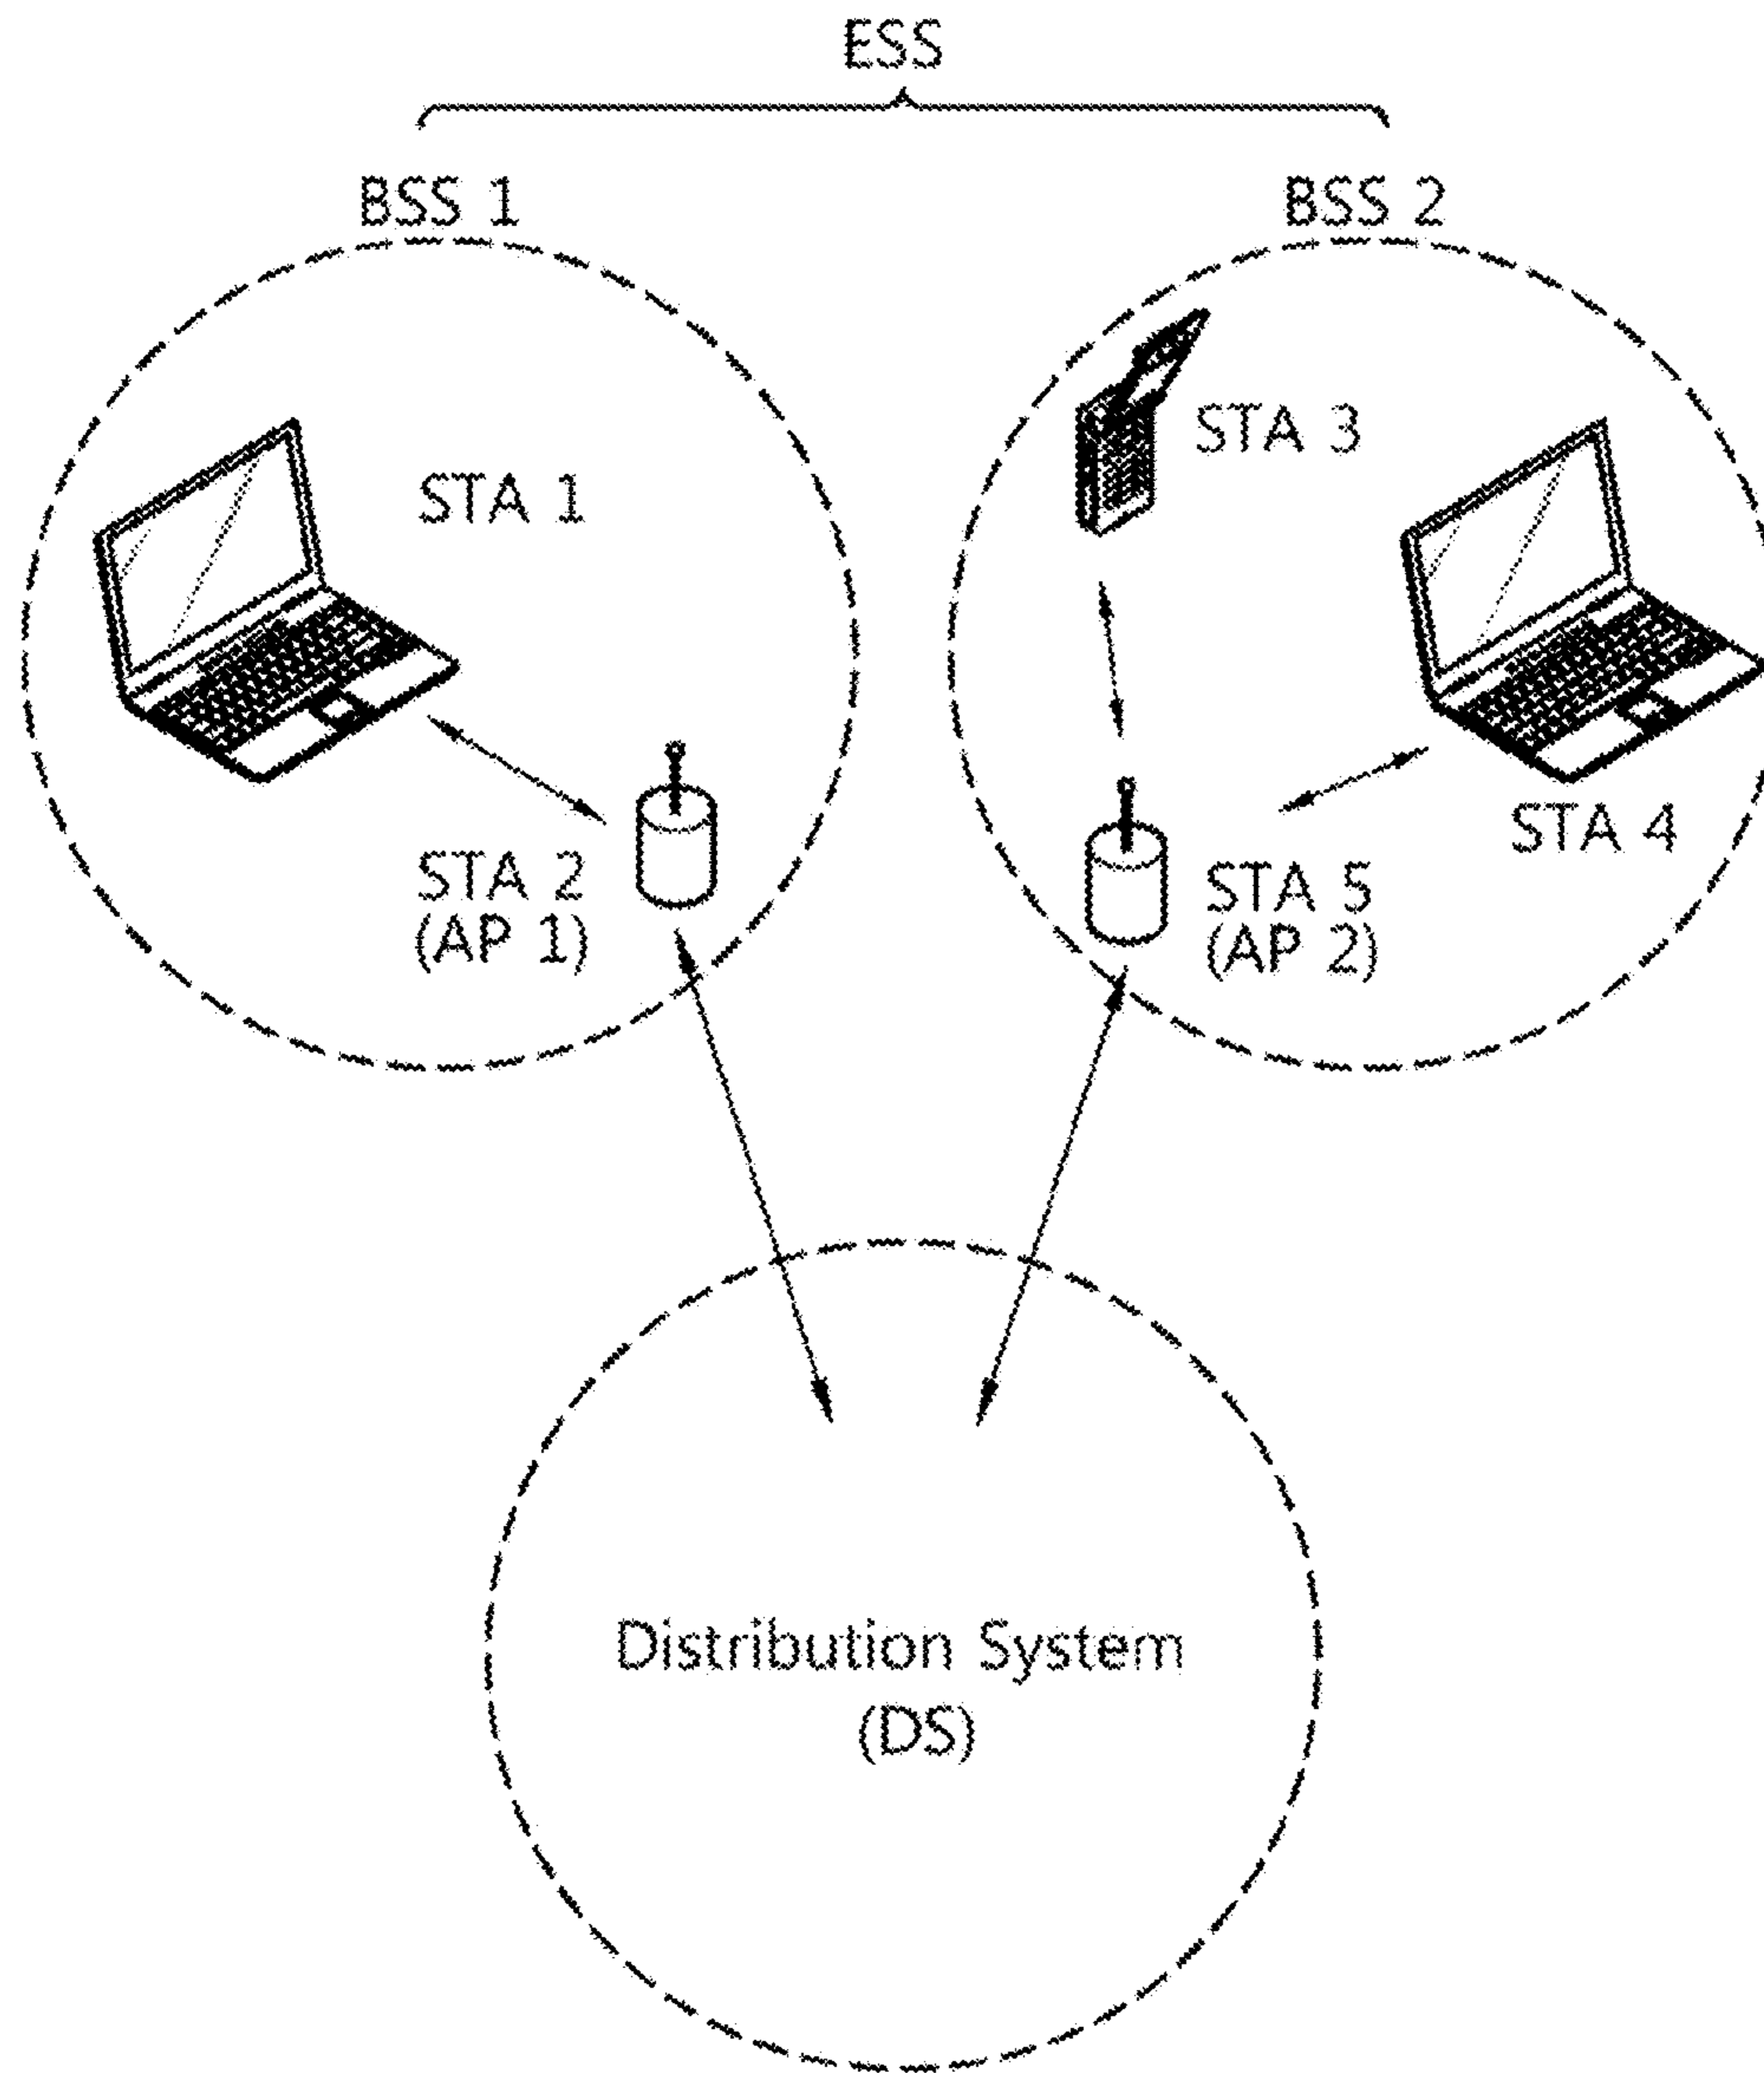 ESS
BSS 1
BSS 2
STA 1
STA 3
STA 4
STA 2
(AP 1)
STA 5
(AP 2)
Distribution System
(DS)